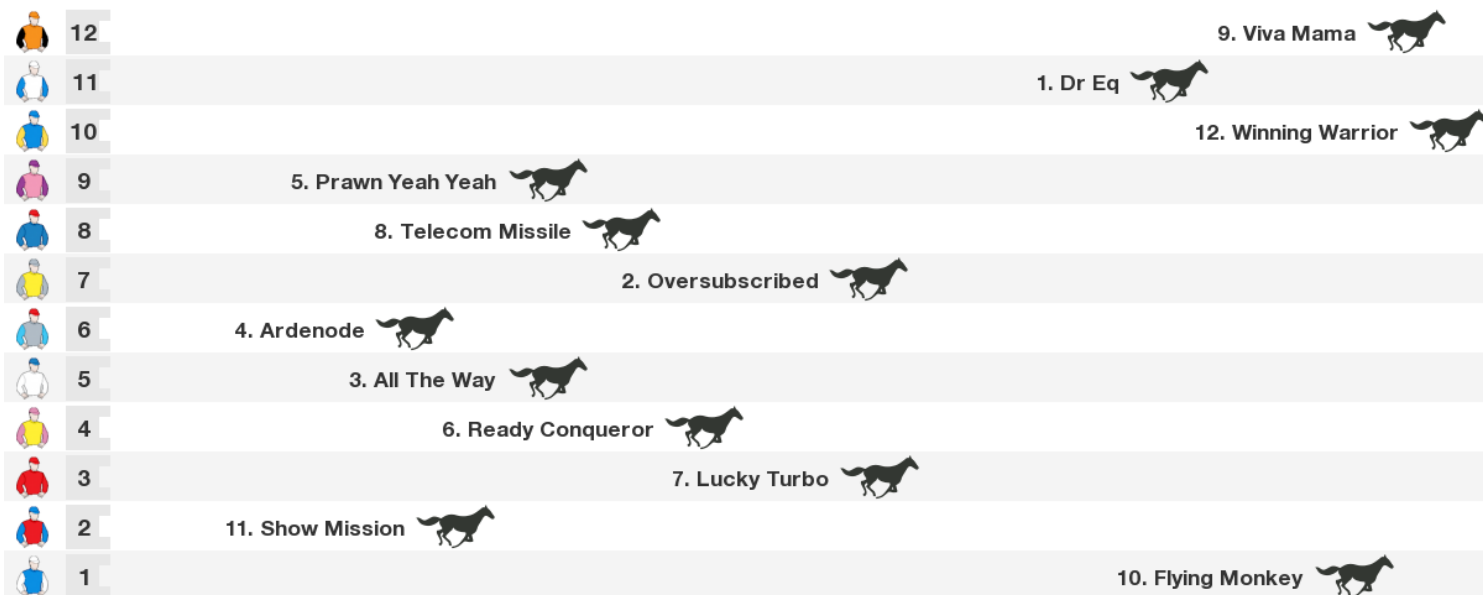 12 9. Viva Mama
11 1. Dr Eq
10 12. Winning Warrior
9 5. Prawn Yeah Yeah
8 8. Telecom Missile
7 2. Oversubscribed
6 4. Ardenode
5 3. All The Way
4 6. Ready Conqueror
3 7. Lucky Turbo
2 11. Show Mission
1 10. Flying Monkey